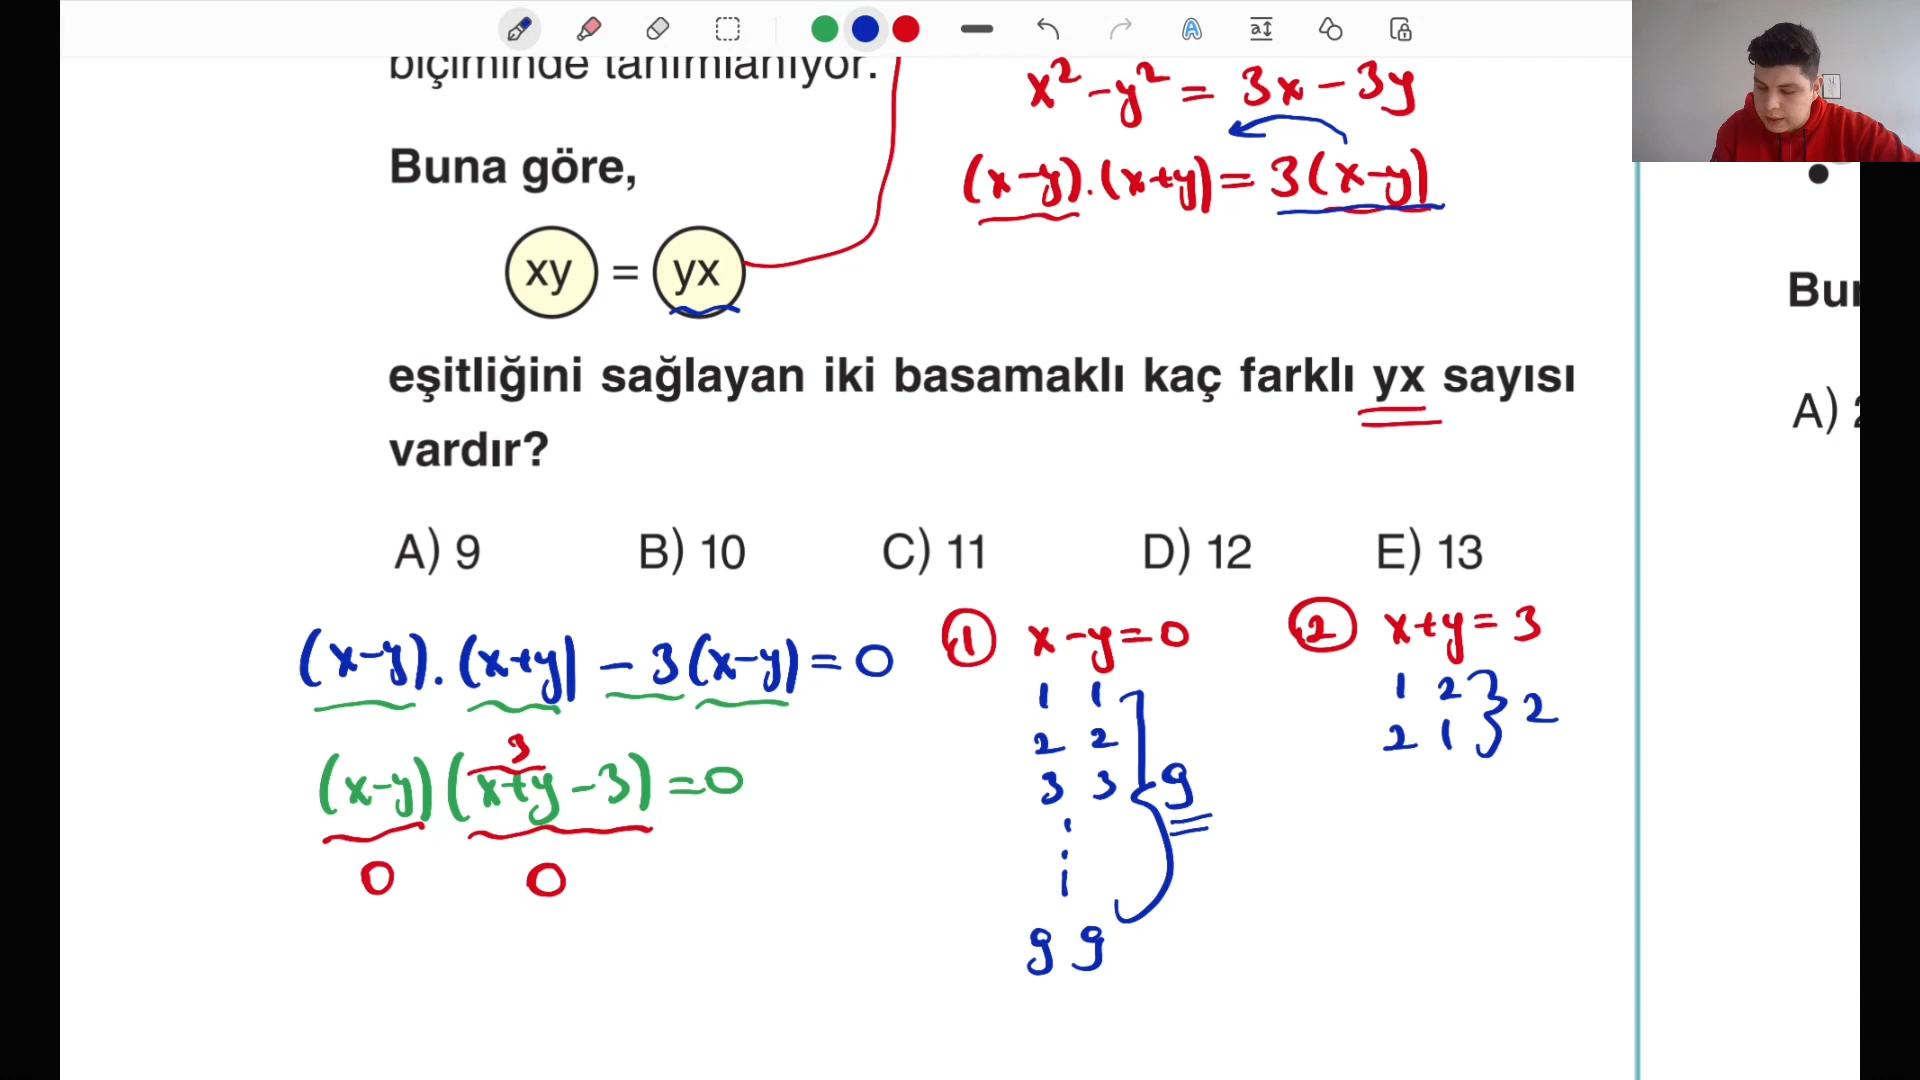 biçiminde tanımlanıyor.
x² - y² = 3x - 3y
Buna göre,
(x-y).(x+y) = 3(x-y)
xy = yx
eşitliğini sağlayan iki basamaklı kaç farklı yx sayısı
vardır?
A) 9 B) 10 C) 11 D) 12 E) 13
(x-y).(x+y) - 3(x-y) = 0
(x-y)(x+y-3) = 0
3
0 0
1 x-y=0
1 1
2 2
3 3
9 9
9
2 x+y=3
1 2
2 1
2
A)